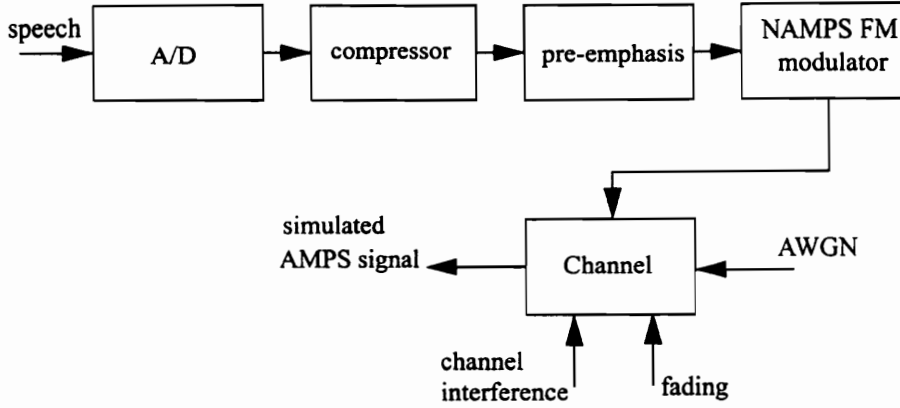 speech
A/D
compressor
pre-emphasis
NAMPS FM
modulator
simulated
AMPS signal
Channel
AWGN
channel
interference
fading